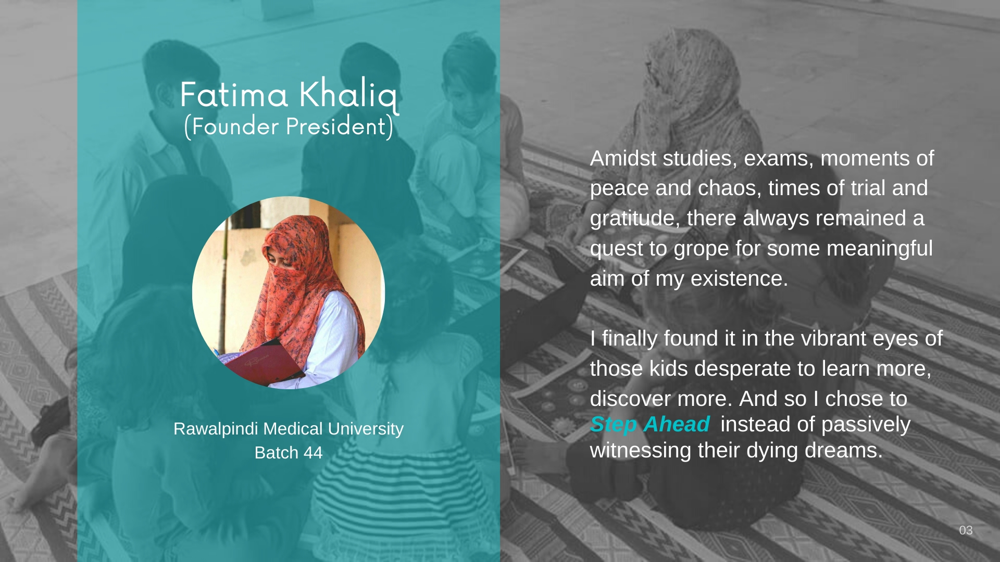 Fatima Khaliq
(Founder President)
Rawalpindi Medical University
Batch 44
Amidst studies, exams, moments of
peace and chaos, times of trial and
gratitude, there always remained a
quest to grope for some meaningful
aim of my existence.
I finally found it in the vibrant eyes of
those kids desperate to learn more,
discover more. And so I chose to
Step Ahead instead of passively
witnessing their dying dreams.
03